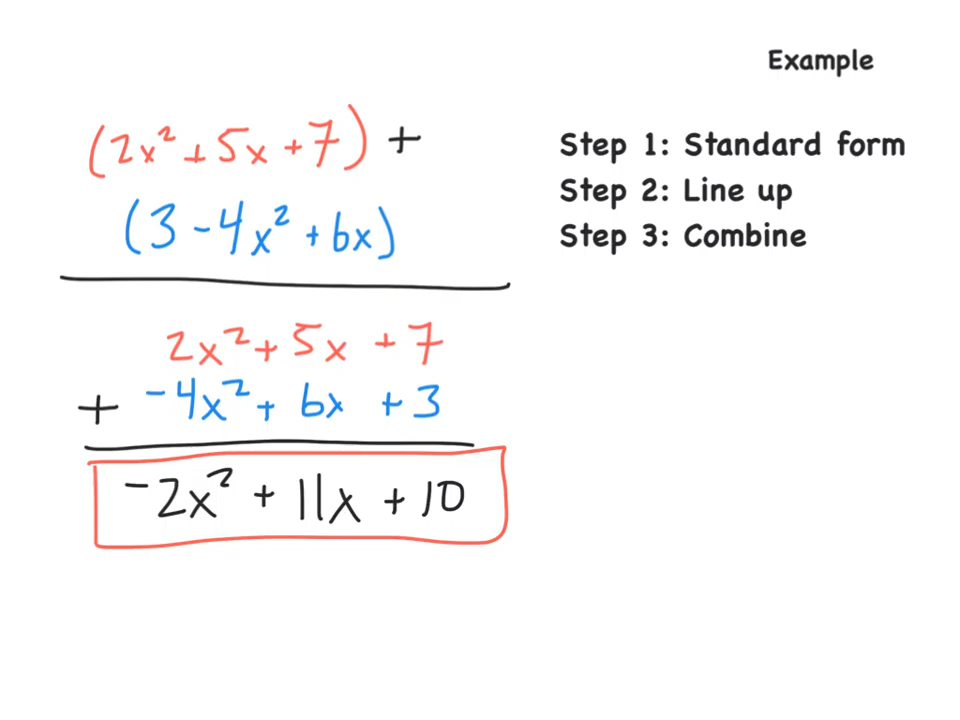 Example
(2x² + 5x + 7) +
(3 - 4x² + 6x)
Step 1: Standard form
Step 2: Line up
Step 3: Combine
2x² + 5x + 7
+ -4x² + 6x + 3
-2x² + 11x + 10